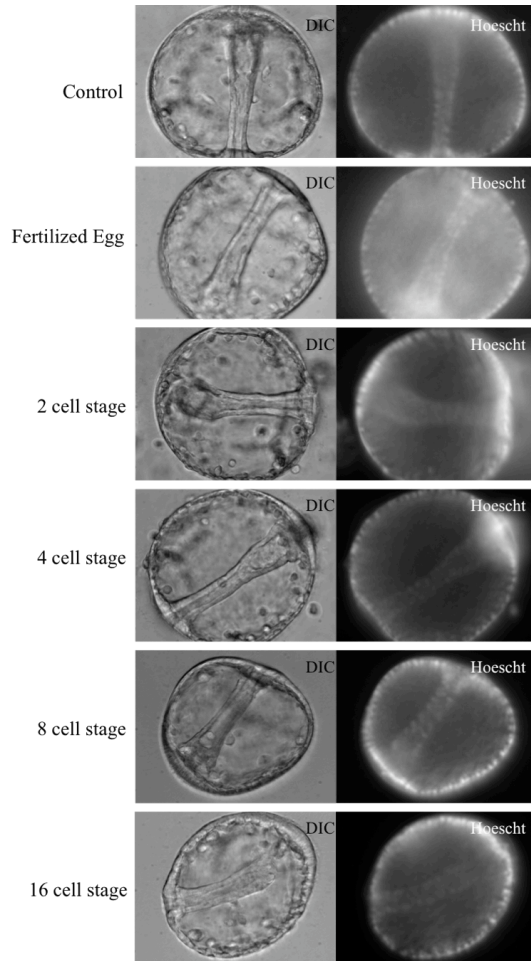 DIC Hoescht
Control
DIC Hoescht
Fertilized Egg
DIC Hoescht
2 cell stage
DIC Hoescht
4 cell stage
DIC Hoescht
8 cell stage
DIC Hoescht
16 cell stage